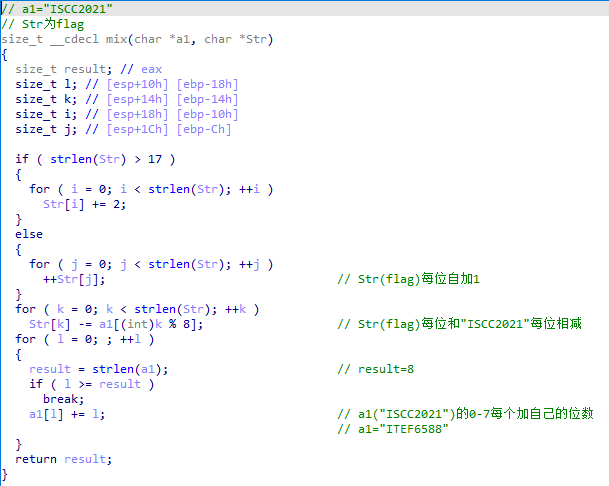 // a1="ISCC2021"
// Str为flag
size_t __cdecl mix(char *a1, char *Str)
{
  size_t result; // eax
  size_t l; // [esp+10h] [ebp-18h]
  size_t k; // [esp+14h] [ebp-14h]
  size_t i; // [esp+18h] [ebp-10h]
  size_t j; // [esp+1Ch] [ebp-Ch]

  if ( strlen(Str) > 17 )
  {
    for ( i = 0; i < strlen(Str); ++i )
      Str[i] += 2;
  }
  else
  {
    for ( j = 0; j < strlen(Str); ++j )
      ++Str[j]; // Str(flag)每位自加1
  }
  for ( k = 0; k < strlen(Str); ++k )
    Str[k] -= a1[(int)k % 8]; // Str(flag)每位和"ISCC2021"每位相减
  for ( l = 0; ; ++l )
  {
    result = strlen(a1); // result=8
    if ( l >= result )
      break;
    a1[l] += l; // a1("ISCC2021")的0-7每个加自己的位数
 // a1="ITEF6588"
  }
  return result;
}